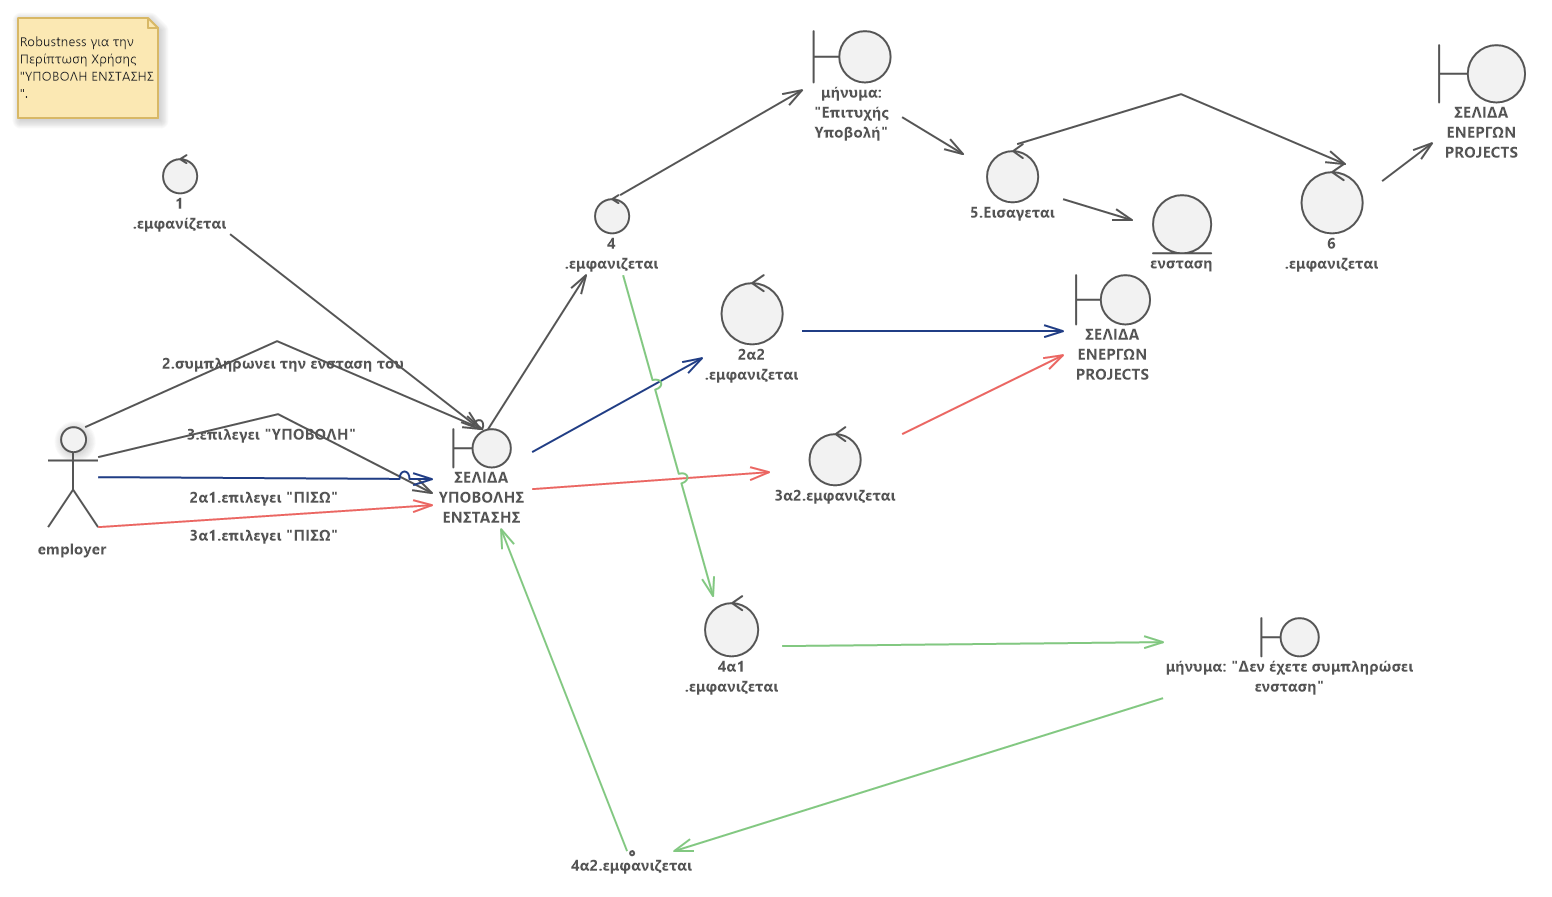 Robustness για την
Περίπτωση Χρήσης
"ΥΠΟΒΟΛΗ ΕΝΣΤΑΣΗΣ
".
μήνυμα:
"Επιτυχής
Υποβολή"
ΣΕΛΙΔΑ
ΕΝΕΡΓΩΝ
PROJECTS
1
.εμφανίζεται
4
.εμφανιζεται
5.Εισαγεται
ενσταση
6
.εμφανιζεται
2α2
.εμφανιζεται
ΣΕΛΙΔΑ
ΕΝΕΡΓΩΝ
PROJECTS
2.συμπληρωνει την ενσταση του
3.επιλεγει "ΥΠΟΒΟΛΗ"
2α1.επιλεγει "ΠΙΣΩ"
3α1.επιλεγει "ΠΙΣΩ"
employer
ΣΕΛΙΔΑ
ΥΠΟΒΟΛΗΣ
ΕΝΣΤΑΣΗΣ
3α2.εμφανιζεται
4α1
.εμφανιζεται
μήνυμα: "Δεν έχετε συμπληρώσει
ενσταση"
4α2.εμφανιζεται